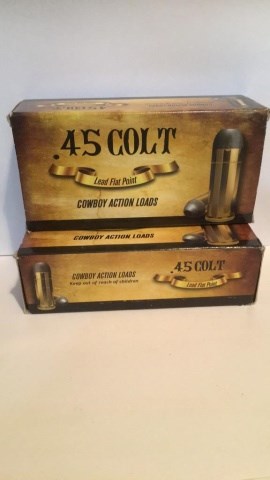 .45 COLT
Lead Flat Point
COWBOY ACTION LOADS
COWBOY ACTION LOADS
COWBOY ACTION LOADS
Keep out of reach of children
.45 COLT
Lead Flat Point